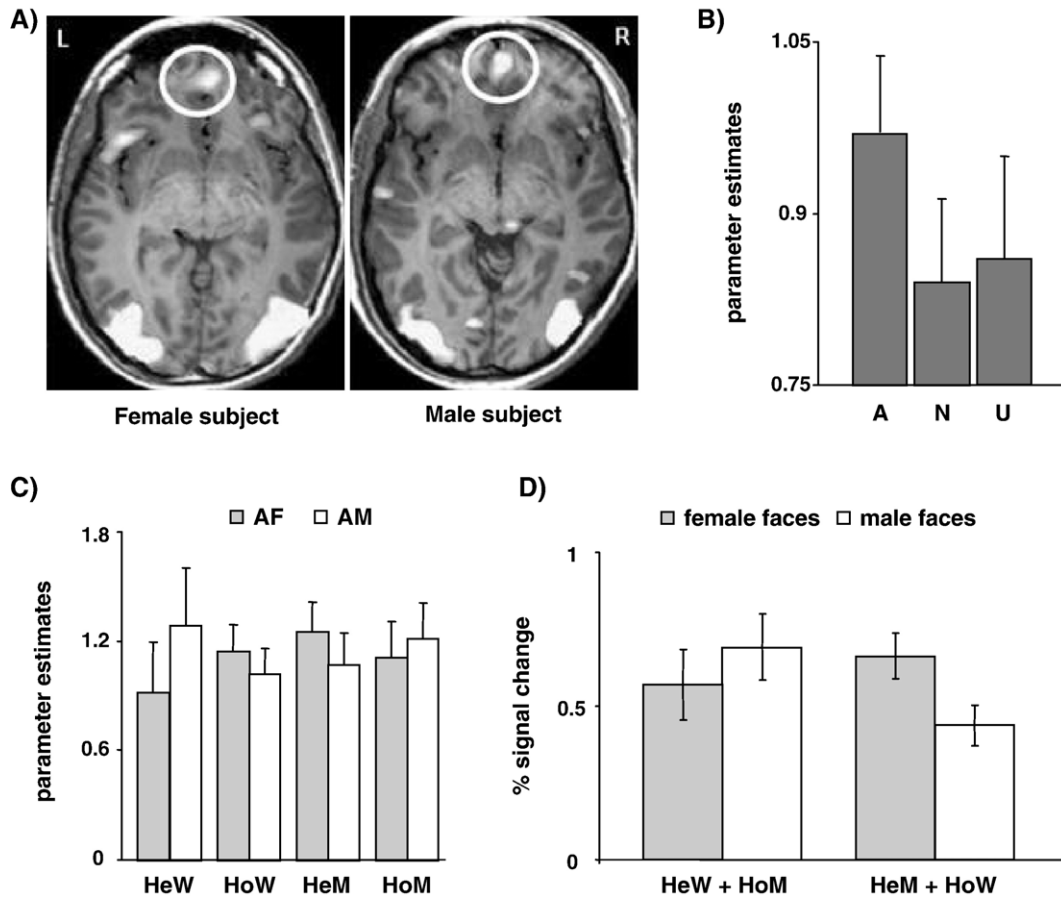 A)
L
R
Female subject
Male subject
B)
parameter estimates
1.05
0.9
0.75
A N U
C)
AF AM
parameter estimates
1.8
1.2
0.6
0
HeW HoW HeM HoM
D)
female faces male faces
% signal change
1
0.5
0
HeW + HoM HeM + HoW